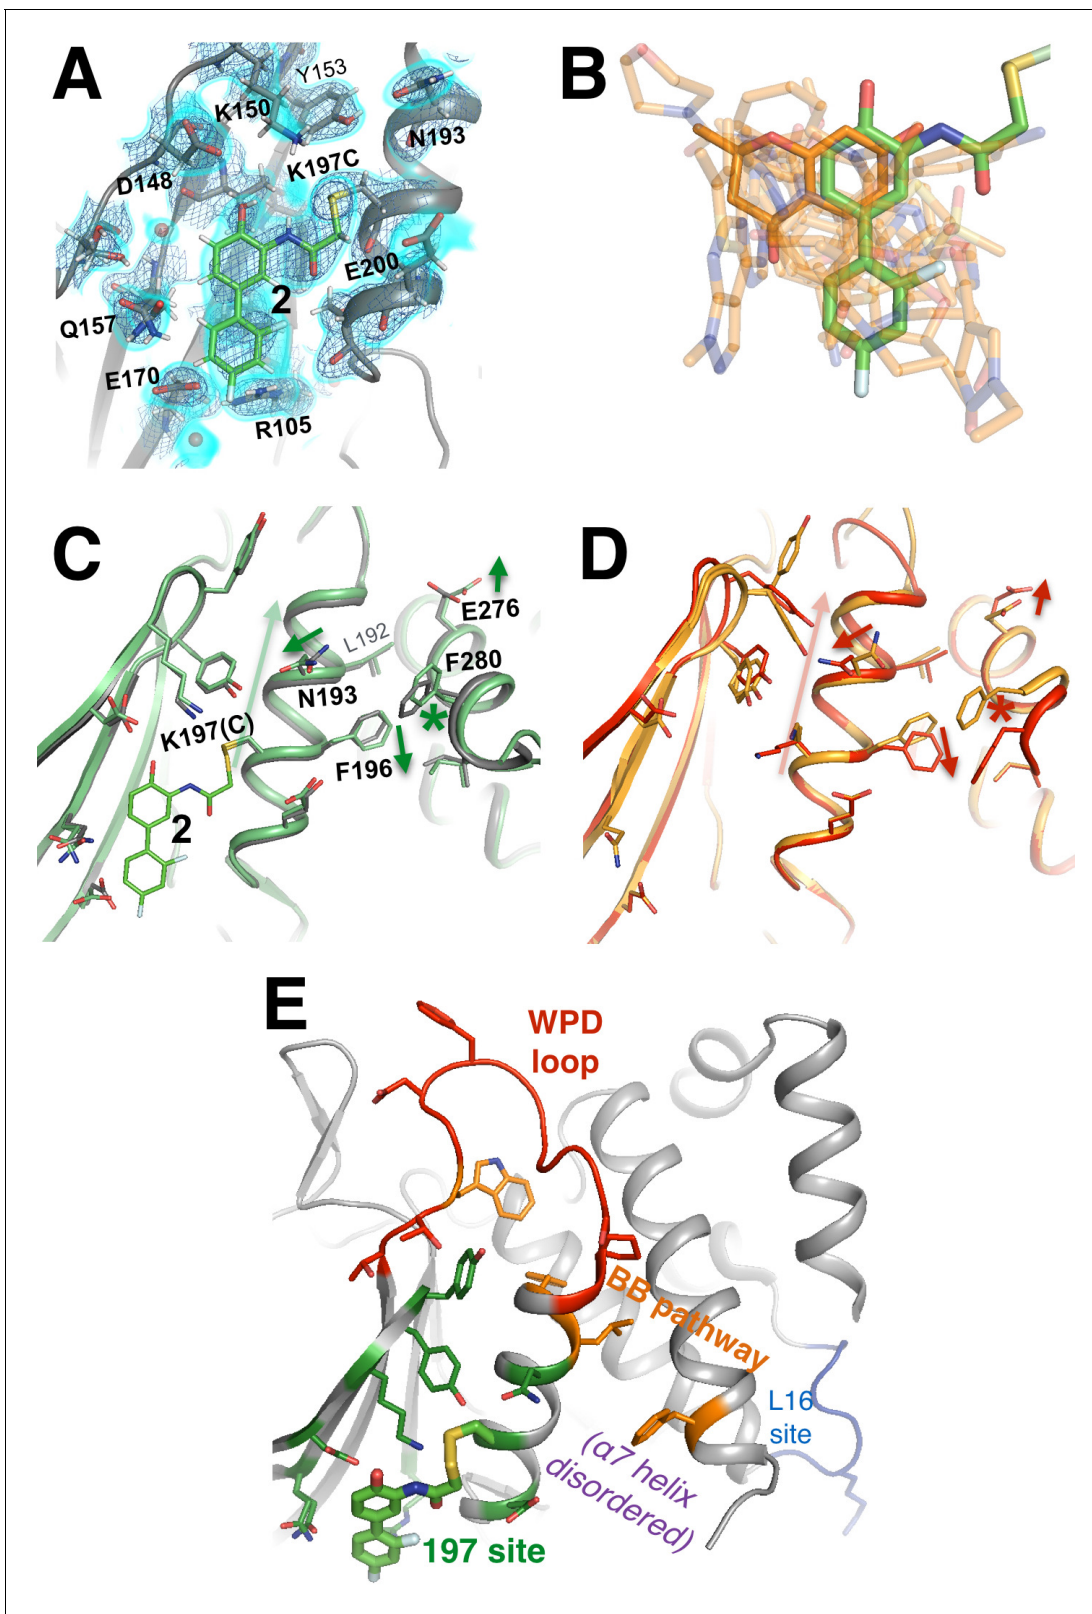 A
Y153
K150
N193
D148
K197C
E200
2
Q157
E170
R105
B
C
E276
L192
F280
N193
*
K197(C)
F196
2
D
*
E
WPD
loop
BB pathway
L16
site
(α7 helix
disordered)
197 site